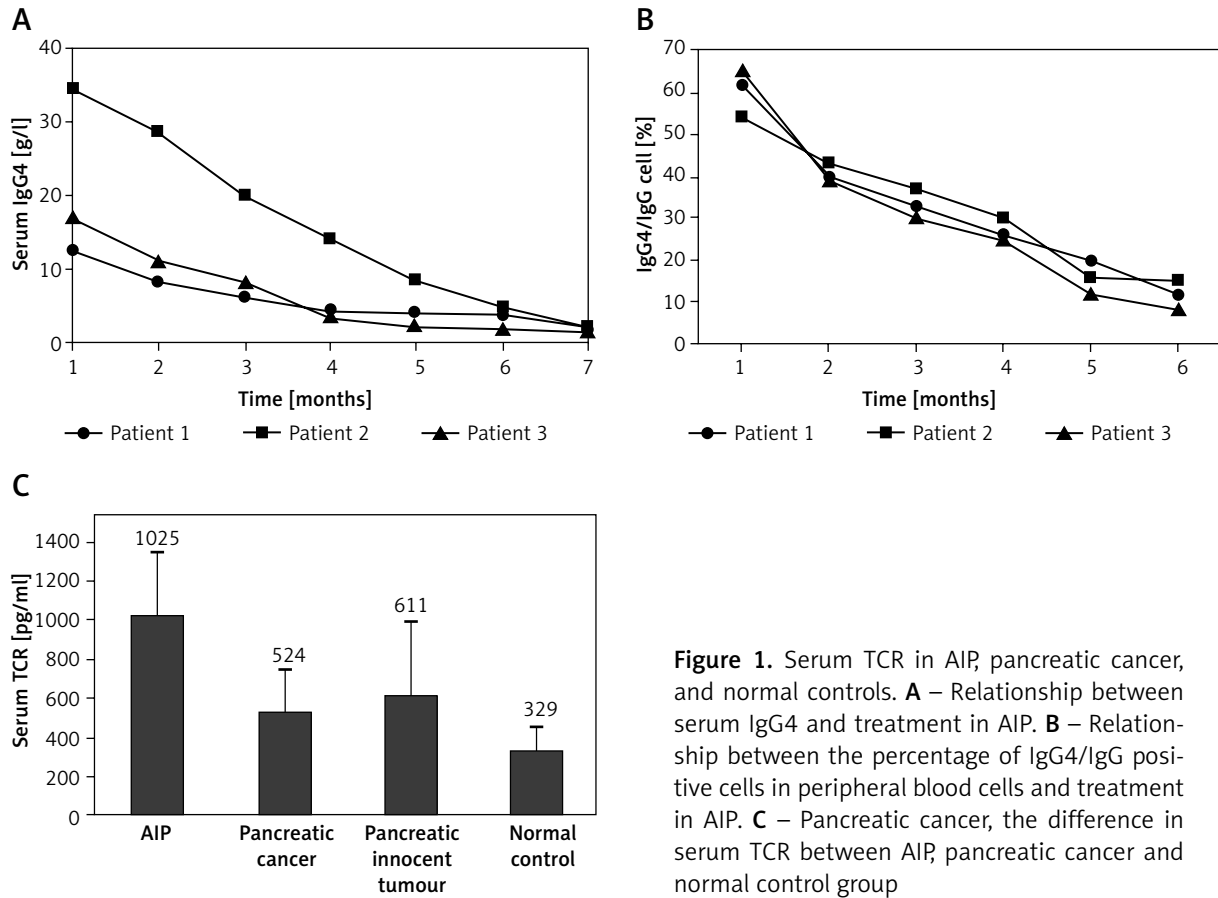 A
Serum IgG4 [g/l]
40
30
20
10
0
1 2 3 4 5 6 7
Time [months]
Patient 1 Patient 2 Patient 3
B
IgG4/IgG cell [%]
70
60
50
40
30
20
10
0
1 2 3 4 5 6
Time [months]
Patient 1 Patient 2 Patient 3
C
Serum TCR [pg/ml]
1400
1200
1000
800
600
400
200
0
1025
524
611
329
AIP
Pancreatic
cancer
Pancreatic
innocent
tumour
Normal
control
Figure 1. Serum TCR in AIP, pancreatic cancer,
and normal controls. A – Relationship between
serum IgG4 and treatment in AIP. B – Relation-
ship between the percentage of IgG4/IgG posi-
tive cells in peripheral blood cells and treatment
in AIP. C – Pancreatic cancer, the difference in
serum TCR between AIP, pancreatic cancer and
normal control group